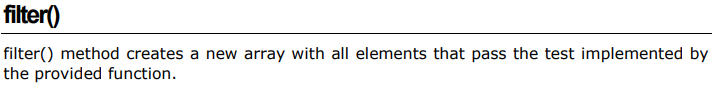 filter()
filter() method creates a new array with all elements that pass the test implemented by
the provided function.